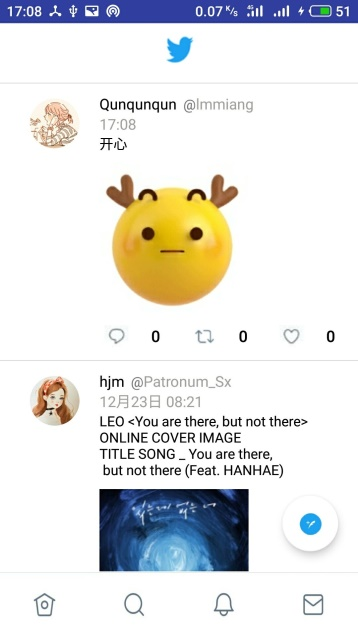 17:08
0.07 K/s
51
Qunqunqun @lmmiang
17:08
开心
0 0 0
hjm @Patronum_Sx
12月23日 08:21
LEO <You are there, but not there>
ONLINE COVER IMAGE
TITLE SONG _ You are there,
but not there (Feat. HANHAE)